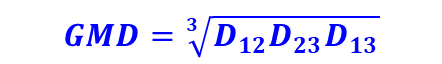 GMD = ∛(D₁₂D₂₃D₁₃)